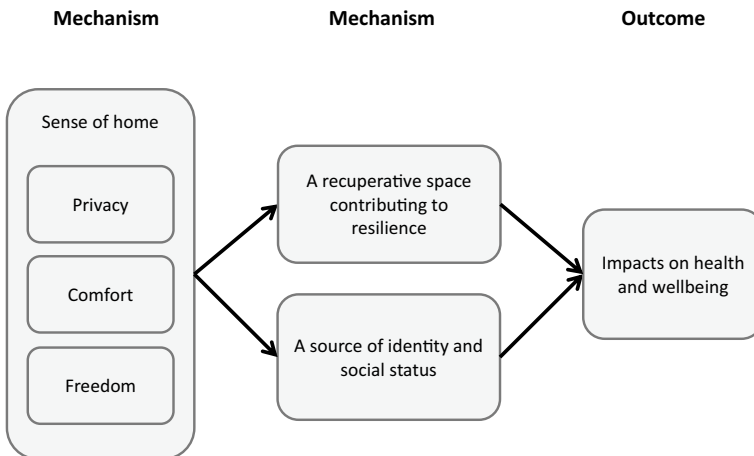 Mechanism
Mechanism
Outcome
Sense of home
Privacy
Comfort
Freedom
A recuperative space
contributing to
resilience
A source of identity and
social status
Impacts on health
and wellbeing